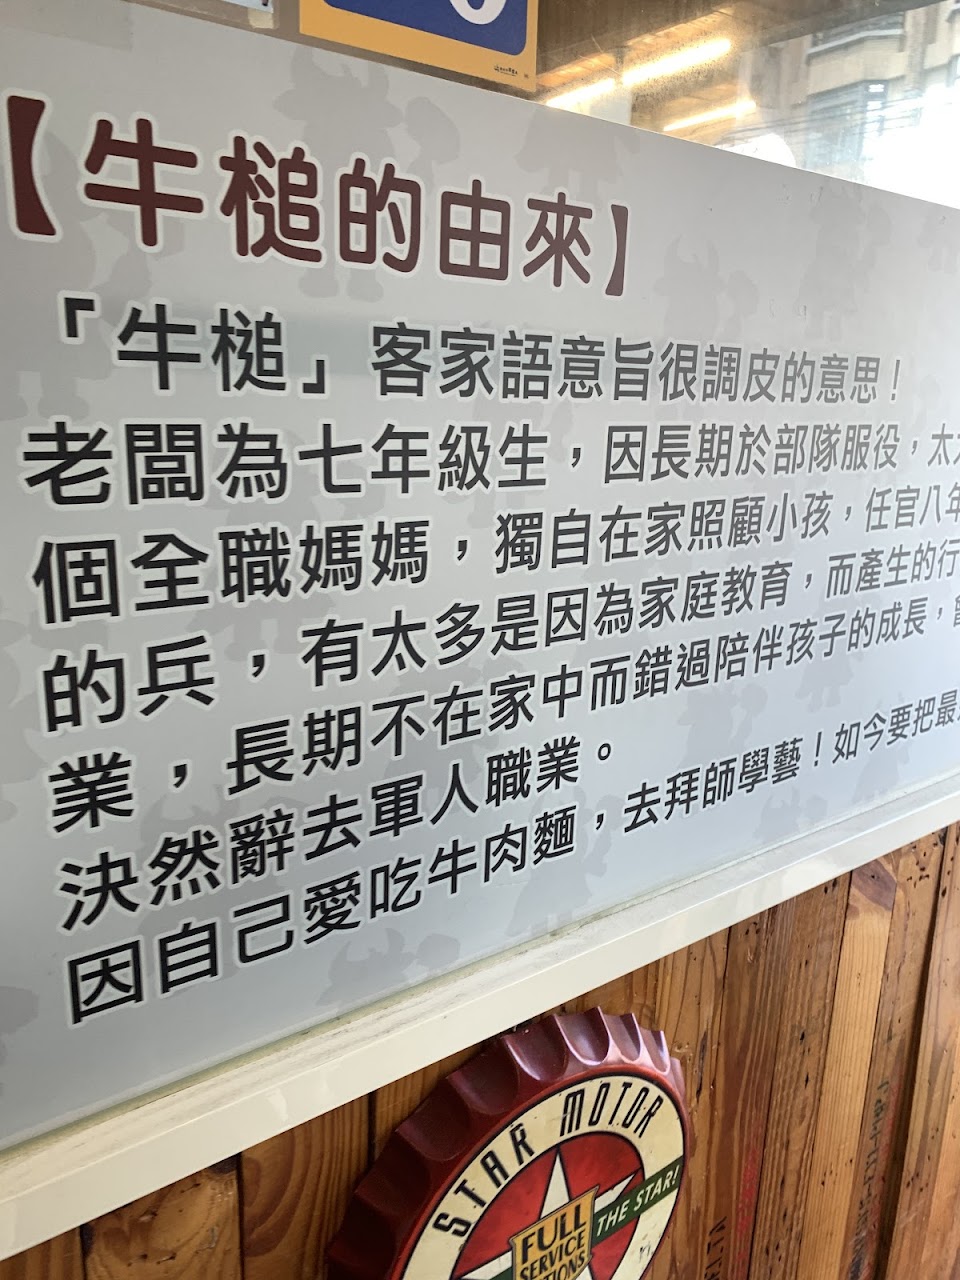 【牛槌的由來】
「牛槌」客家語意旨很調皮的意思！
老闆為七年級生，因長期於部隊服役，太
個全職媽媽，獨自在家照顧小孩，任官八年
的兵，有太多是因為家庭教育，而產生的行
業，長期不在家中而錯過陪伴孩子的成長，
決然辭去軍人職業。
因自己愛吃牛肉麵，去拜師學藝！如今要把最
STAR MOTOR
THE STAR!
FULL
SERVICE